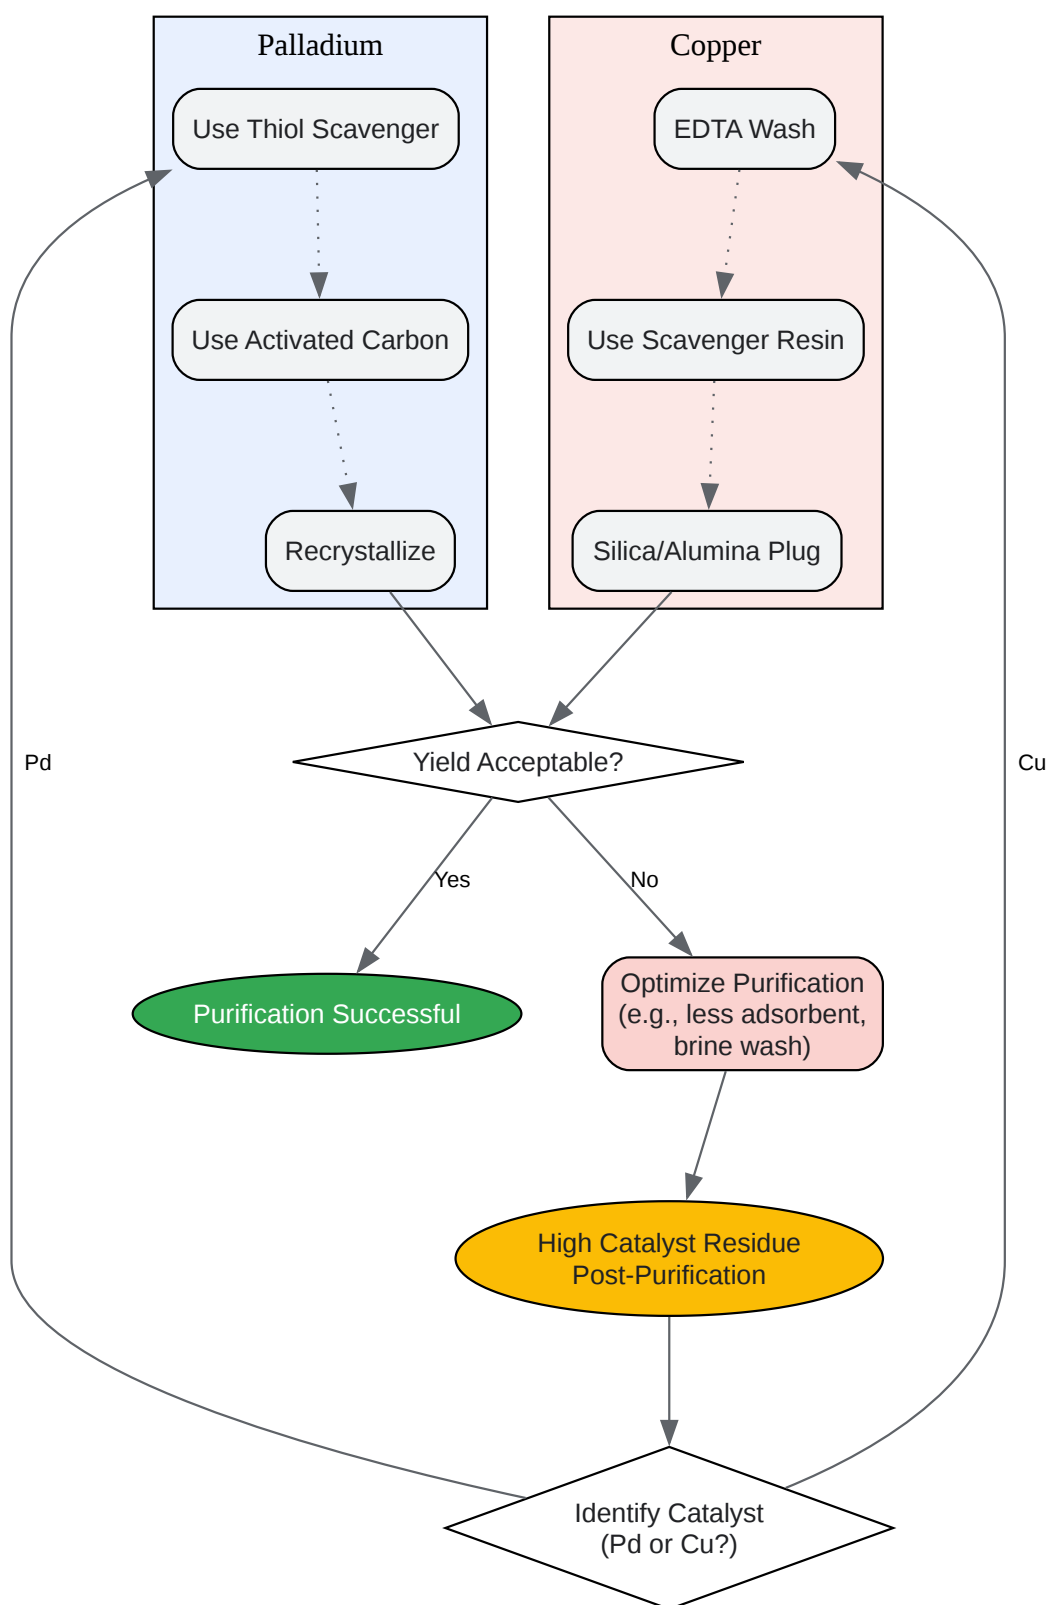 Palladium
Copper
Use Thiol Scavenger
EDTA Wash
Use Activated Carbon
Use Scavenger Resin
Recrystallize
Silica/Alumina Plug
Pd
Yield Acceptable?
Cu
Yes
No
Purification Successful
Optimize Purification
(e.g., less adsorbent,
brine wash)
High Catalyst Residue
Post-Purification
Identify Catalyst
(Pd or Cu?)